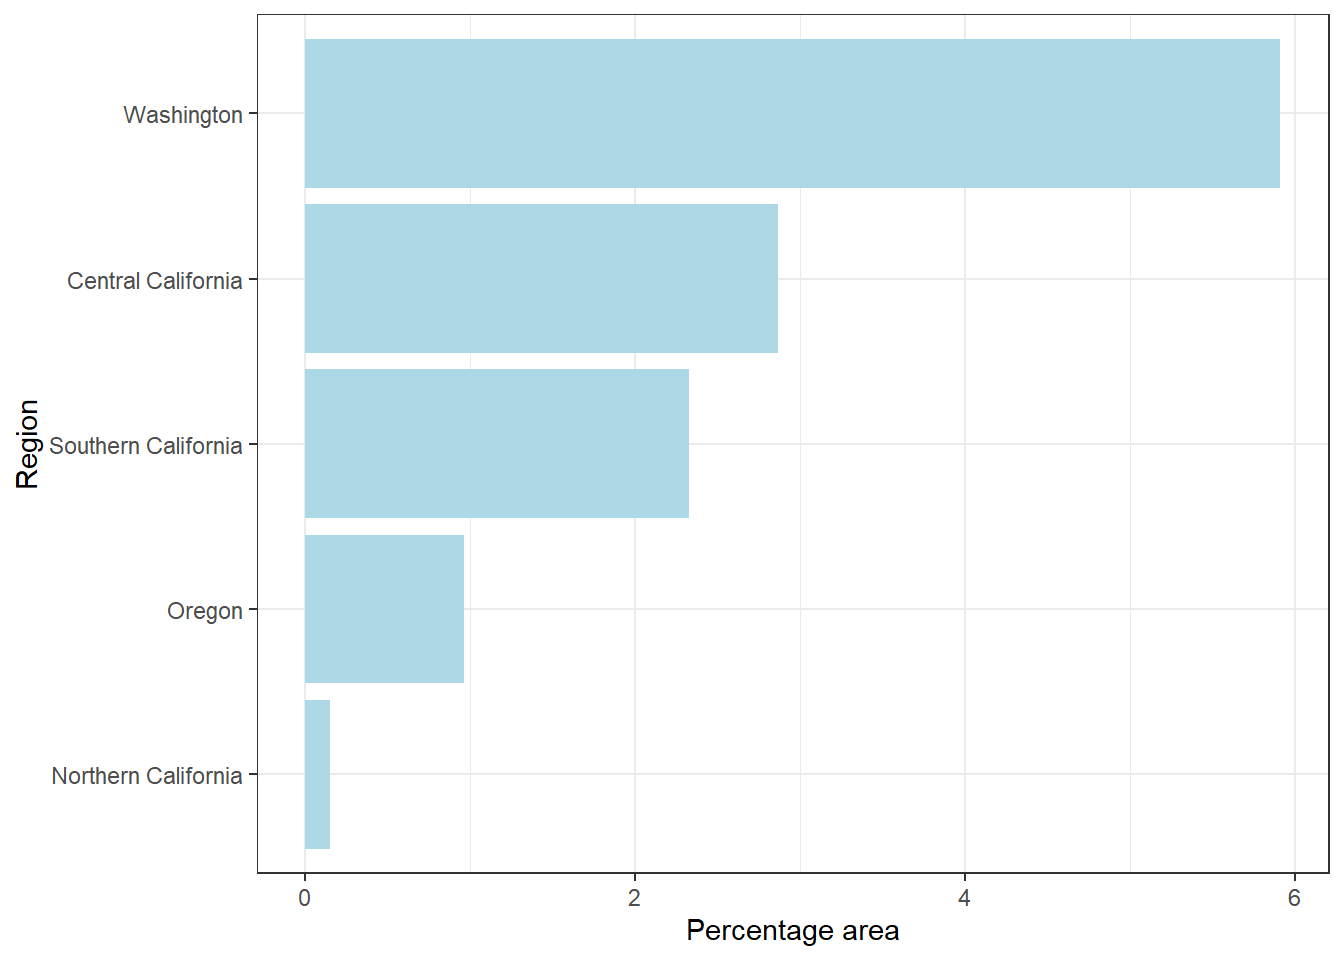 Region
Washington
Central California
Southern California
Oregon
Northern California
0 2 4 6
Percentage area